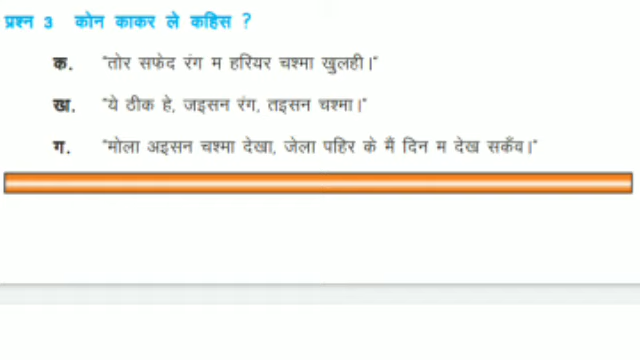 प्रश्न 3 कोन काकर ले कहिस ?
क. "तोर सफेद रंग म हरियर चश्मा खुलही।"
ख. "ये ठीक हे, जइसन रंग, तइसन चश्मा।"
ग. "मोला अइसन चश्मा देखा, जेला पहिर के मैं दिन म देख सकँव।"